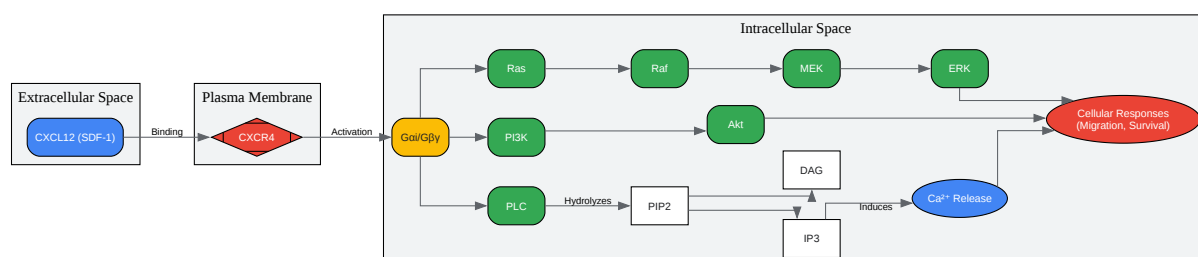 Intracellular Space
Extracellular Space
Plasma Membrane
CXCL12 (SDF-1)
Binding
CXCR4
Activation
Gαi/Gβγ
Ras
Raf
MEK
ERK
PI3K
Akt
Cellular Responses
(Migration, Survival)
PLC
Hydrolyzes
PIP2
DAG
IP3
Induces
Ca²⁺ Release